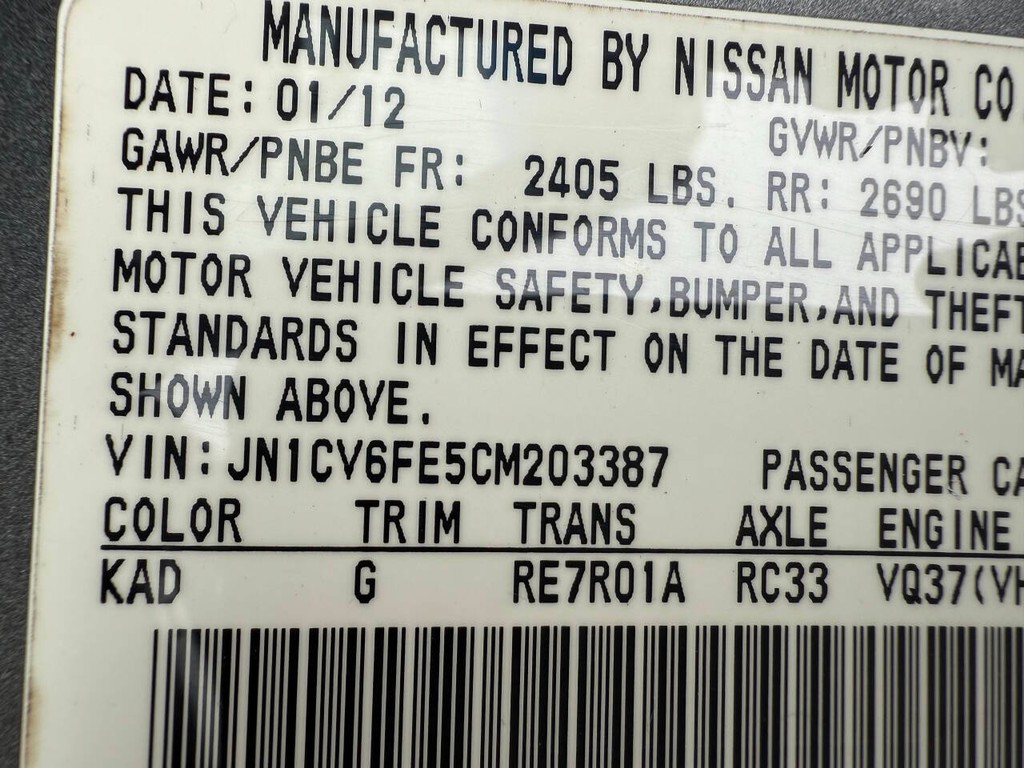 MANUFACTURED BY NISSAN MOTOR CO
DATE: 01/12 GVWR/PNBV:
GAWR/PNBE FR: 2405 LBS. RR: 2690 LBS
THIS VEHICLE CONFORMS TO ALL APPLICAB
MOTOR VEHICLE SAFETY,BUMPER,AND THEFT
STANDARDS IN EFFECT ON THE DATE OF MA
SHOWN ABOVE.
VIN: JN1CV6FE5CM203387 PASSENGER CA
COLOR TRIM TRANS AXLE ENGINE
KAD G RE7R01A RC33 VQ37(VH